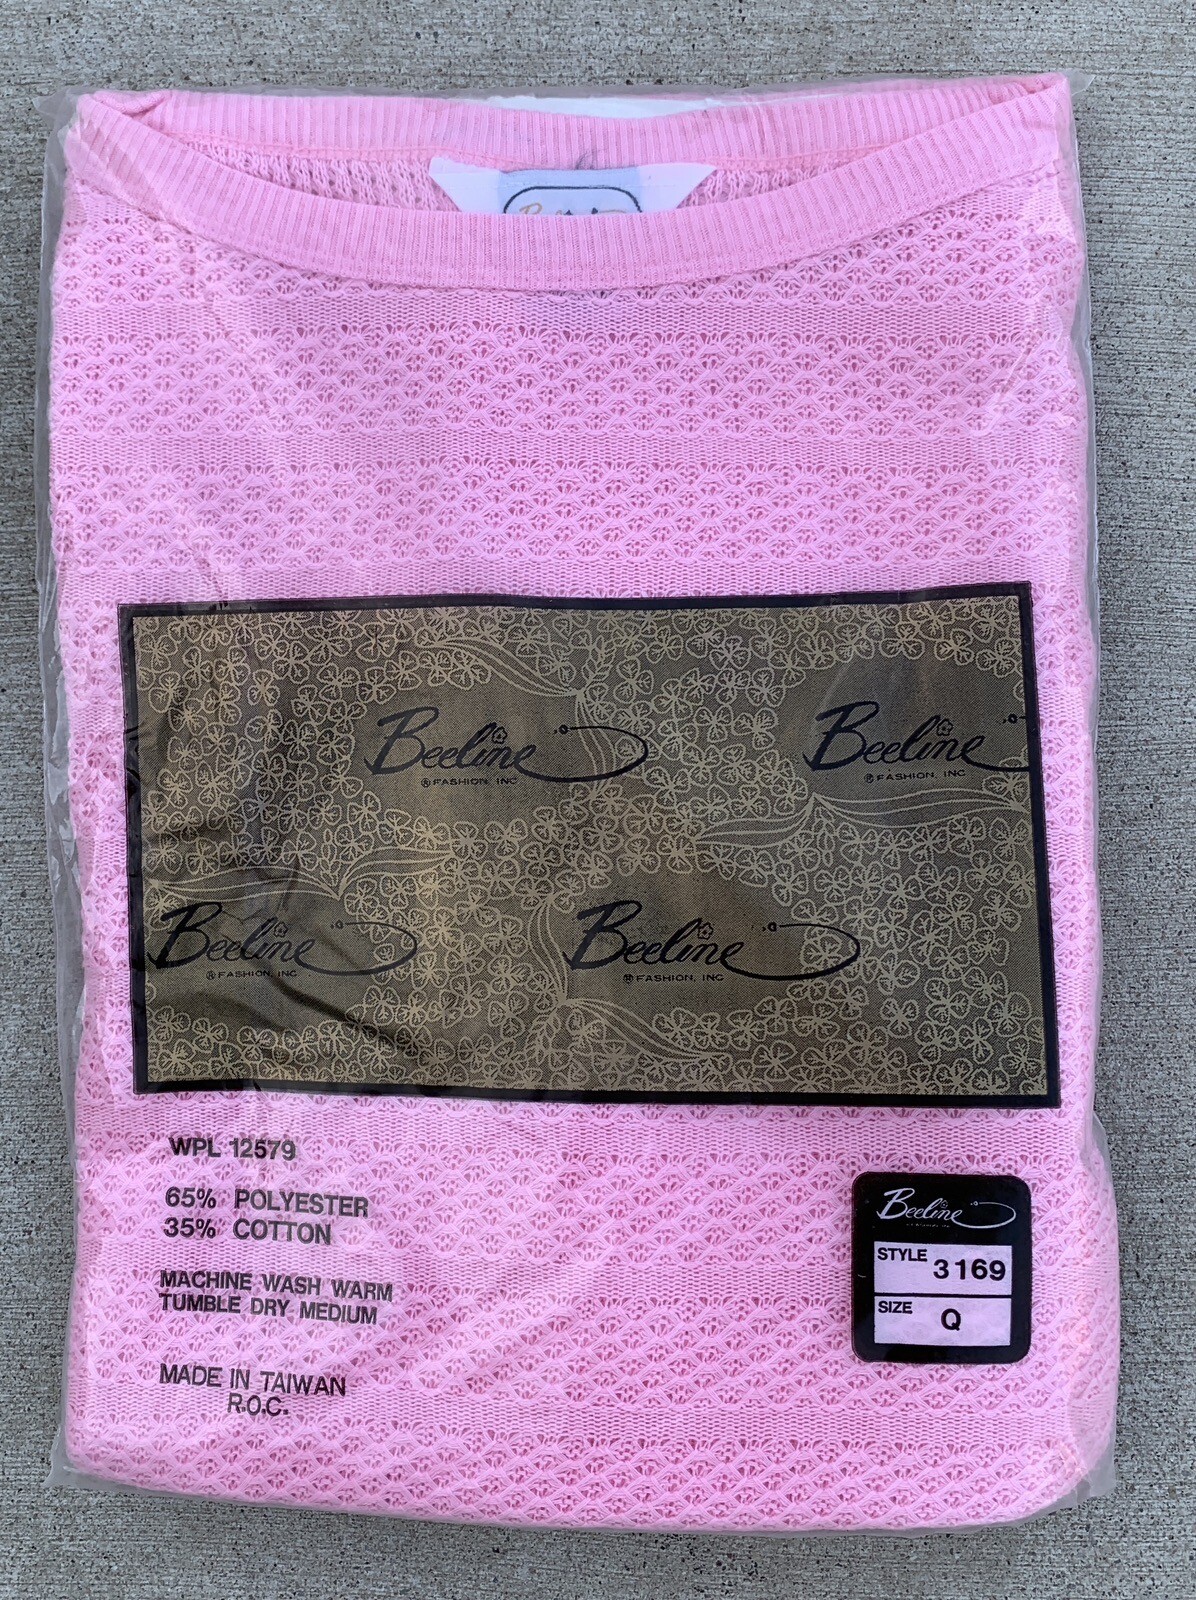 Beeline
® FASHION, INC
Beeline
® FASHION, INC
Beeline
® FASHION, INC
Beeline
® FASHION, INC
WPL 12579
65% POLYESTER
35% COTTON
MACHINE WASH WARM
TUMBLE DRY MEDIUM
MADE IN TAIWAN
R.O.C.
Beeline
STYLE 3169
SIZE Q